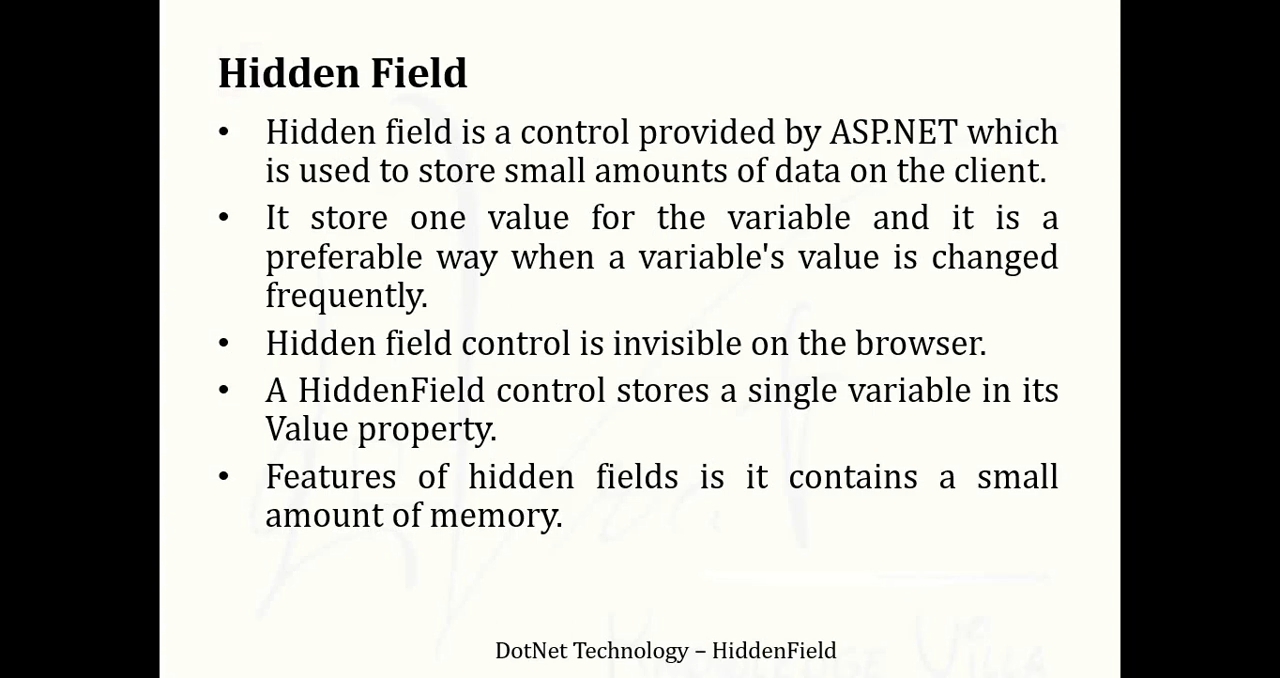 Hidden Field
• Hidden field is a control provided by ASP.NET which
is used to store small amounts of data on the client.
• It store one value for the variable and it is a
preferable way when a variable's value is changed
frequently.
• Hidden field control is invisible on the browser.
• A HiddenField control stores a single variable in its
Value property.
• Features of hidden fields is it contains a small
amount of memory.
DotNet Technology – HiddenField